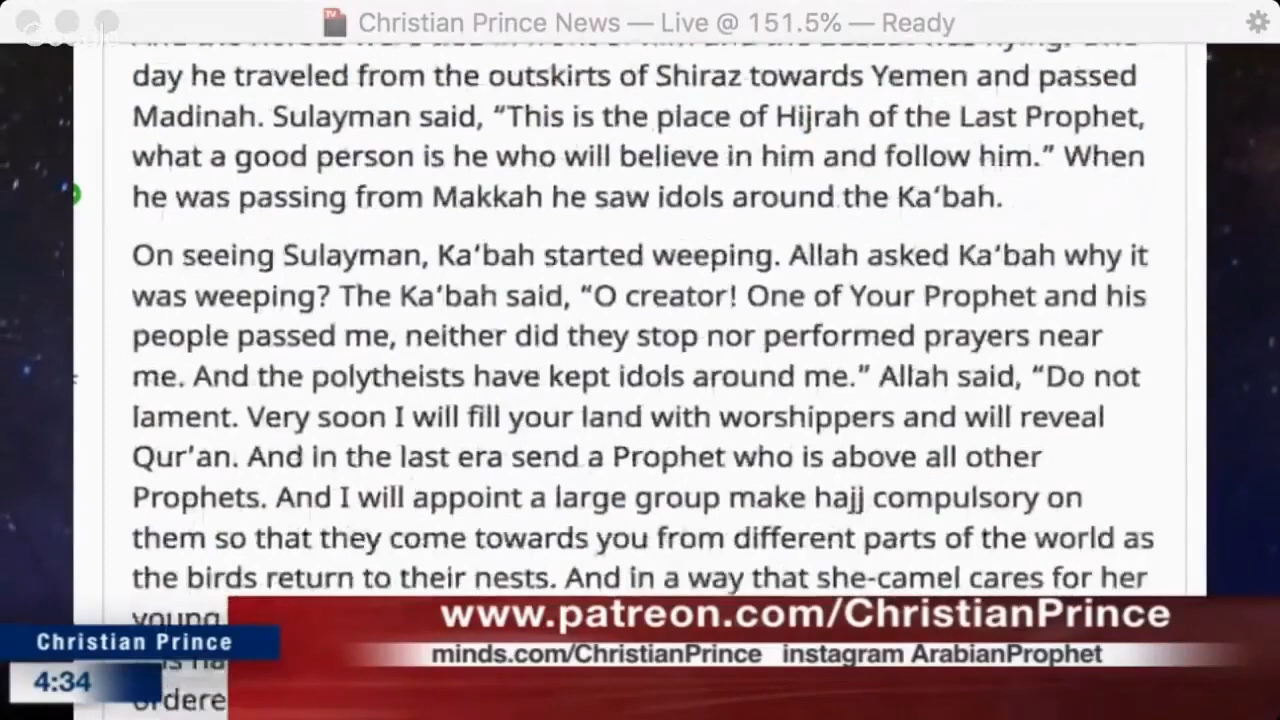 Christian Prince News — Live @ 151.5% — Ready
day he traveled from the outskirts of Shiraz towards Yemen and passed
Madinah. Sulayman said, “This is the place of Hijrah of the Last Prophet,
what a good person is he who will believe in him and follow him.” When
he was passing from Makkah he saw idols around the Ka‘bah.
On seeing Sulayman, Ka‘bah started weeping. Allah asked Ka‘bah why it
was weeping? The Ka‘bah said, “O creator! One of Your Prophet and his
people passed me, neither did they stop nor performed prayers near
me. And the polytheists have kept idols around me.” Allah said, “Do not
lament. Very soon I will fill your land with worshippers and will reveal
Qur’an. And in the last era send a Prophet who is above all other
Prophets. And I will appoint a large group make hajj compulsory on
them so that they come towards you from different parts of the world as
the birds return to their nests. And in a way that she-camel cares for her
young
www.patreon.com/ChristianPrince
Christian Prince
minds.com/ChristianPrince instagram ArabianProphet
4:34
ordere